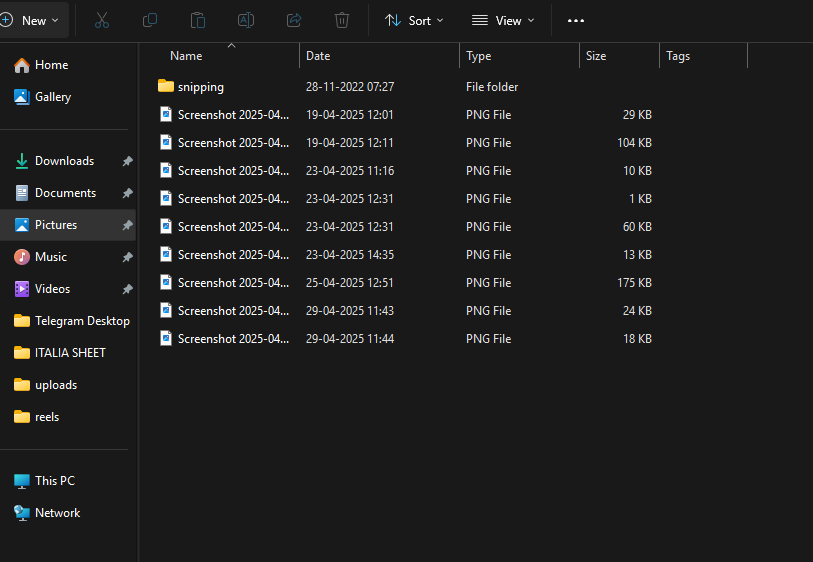 New Sort View
Name Date Type Size Tags
Home
Gallery
Downloads
Documents
Pictures
Music
Videos
Telegram Desktop
ITALIA SHEET
uploads
reels
This PC
Network
snipping 28-11-2022 07:27 File folder
Screenshot 2025-04... 19-04-2025 12:01 PNG File 29 KB
Screenshot 2025-04... 19-04-2025 12:11 PNG File 104 KB
Screenshot 2025-04... 23-04-2025 11:16 PNG File 10 KB
Screenshot 2025-04... 23-04-2025 12:31 PNG File 1 KB
Screenshot 2025-04... 23-04-2025 12:31 PNG File 60 KB
Screenshot 2025-04... 23-04-2025 14:35 PNG File 13 KB
Screenshot 2025-04... 25-04-2025 12:51 PNG File 175 KB
Screenshot 2025-04... 29-04-2025 11:43 PNG File 24 KB
Screenshot 2025-04... 29-04-2025 11:44 PNG File 18 KB